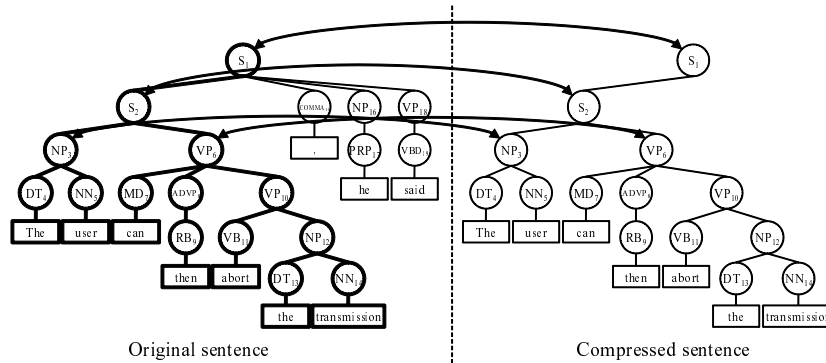 S1 S1
S2 COMMA NP16 VP18 S2
NP3 VP6 , PRP17 VBD19 NP3 VP6
he said
DT4 NN5 MD7 ADVP8 VP10 DT4 NN5 MD7 ADVP8 VP10
The user can RB9 VB11 NP12 The user can RB9 VB11 NP12
then abort DT13 NN14 then abort DT13 NN14
the transmission the transmission
Original sentence Compressed sentence